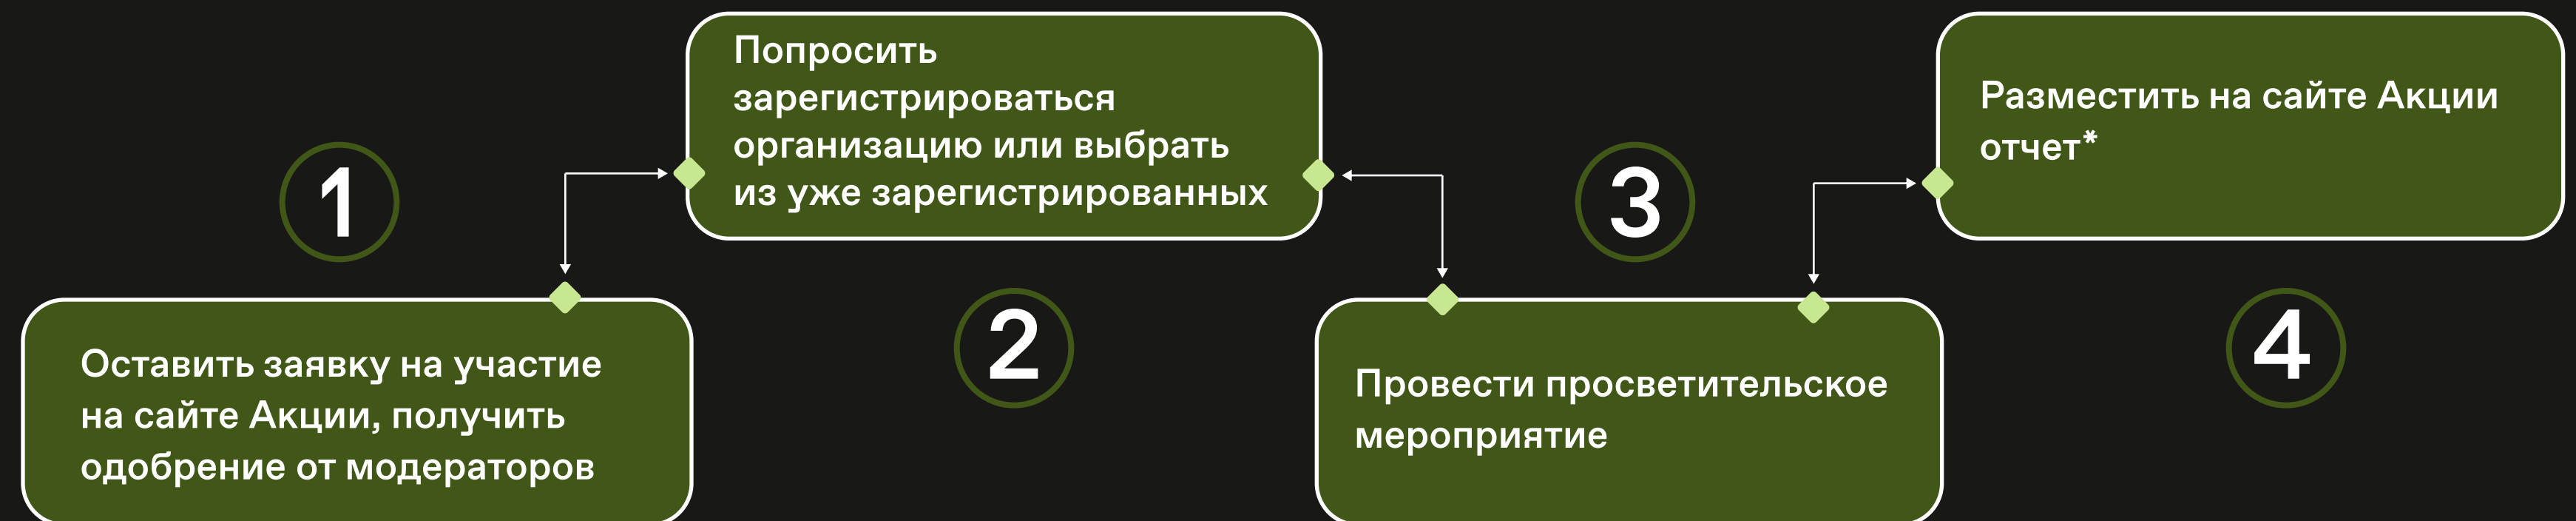 1
Оставить заявку на участие
на сайте Акции, получить
одобрение от модераторов
Попросить
зарегистрироваться
организацию или выбрать
из уже зарегистрированных
2
3
Провести просветительское
мероприятие
Разместить на сайте Акции
отчет*
4